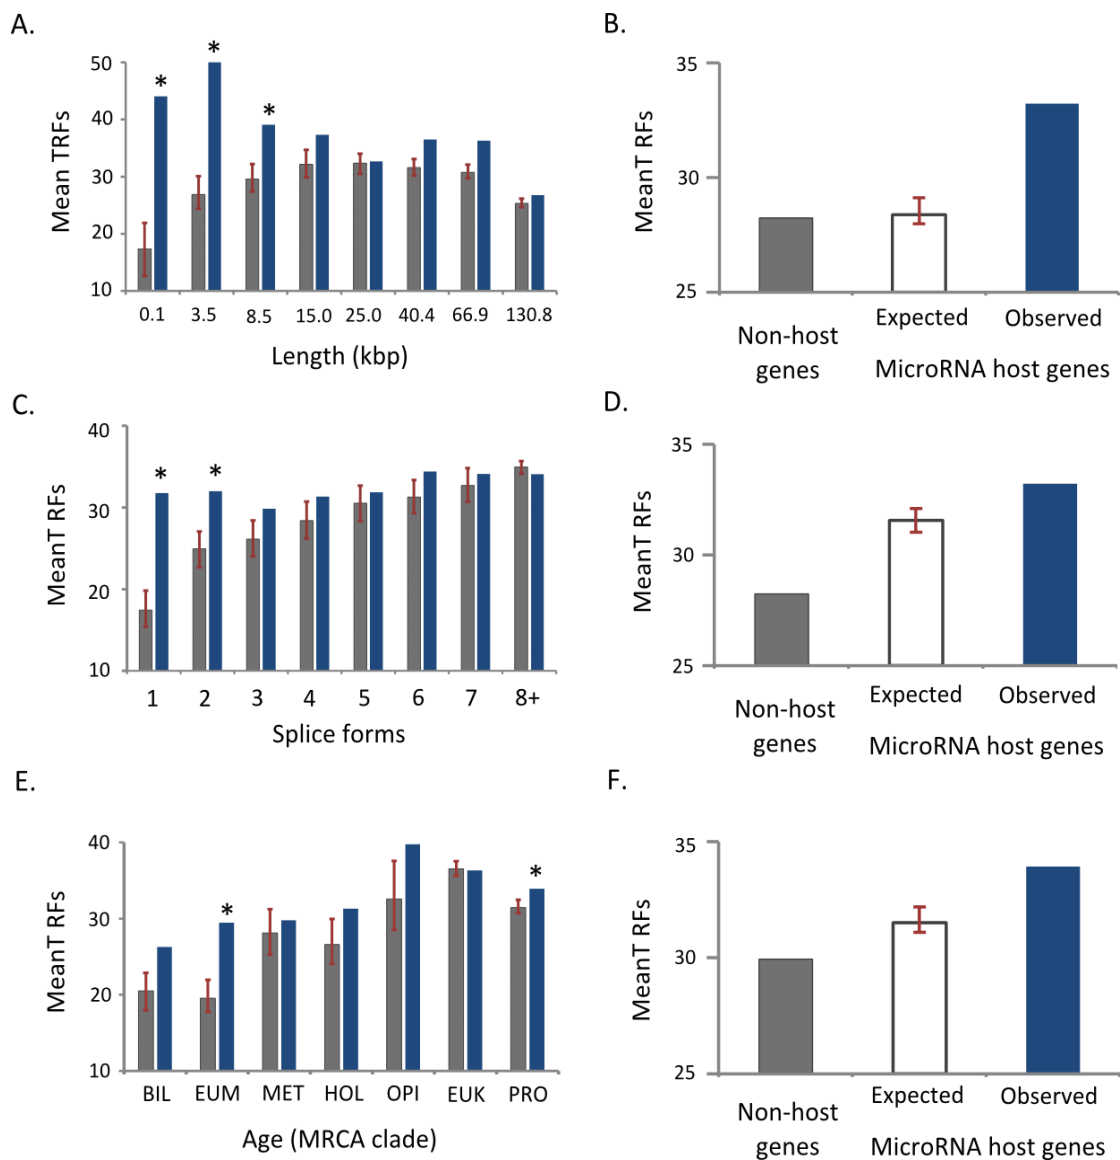 A.
Mean TRFs
50
40
30
20
10
*
*
*
0.1 3.5 8.5 15.0 25.0 40.4 66.9 130.8
Length (kbp)
B.
MeanT RFs
35
30
25
Non-host
genes
Expected
Observed
MicroRNA host genes
C.
MeanT RFs
40
30
20
10
*
*
1 2 3 4 5 6 7 8+
Splice forms
D.
MeanT RFs
35
30
25
Non-host
genes
Expected
Observed
MicroRNA host genes
E.
MeanT RFs
40
30
20
10
*
*
BIL EUM MET HOL OPI EUK PRO
Age (MRCA clade)
F.
MeanT RFs
35
30
25
Non-host
genes
Expected
Observed
MicroRNA host genes